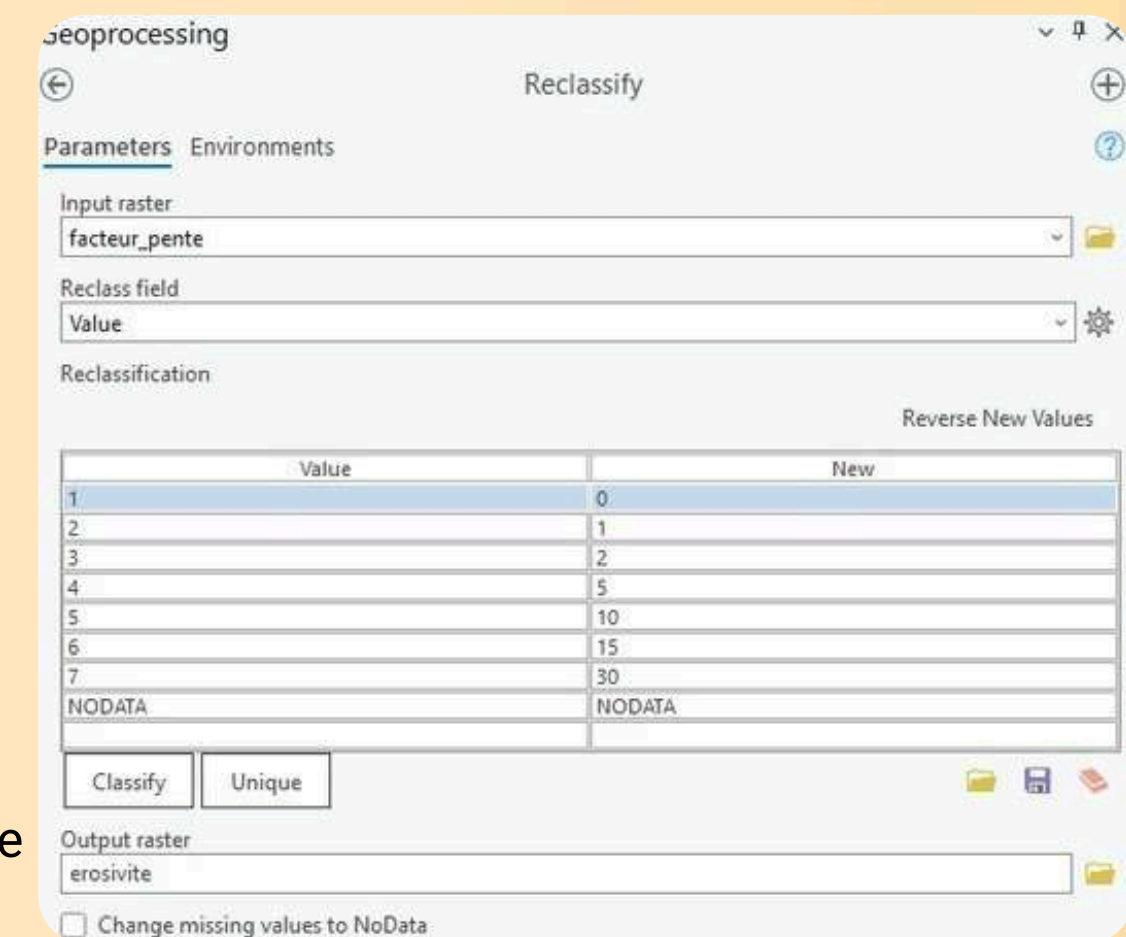 Geoprocessing
Reclassify
Parameters Environments
Input raster
facteur_pente
Reclass field
Value
Reclassification
Reverse New Values
Value New
1 0
2 1
3 2
4 5
5 10
6 15
7 30
NODATA NODATA
Classify Unique
e
Output raster
erosivite
Change missing values to NoData